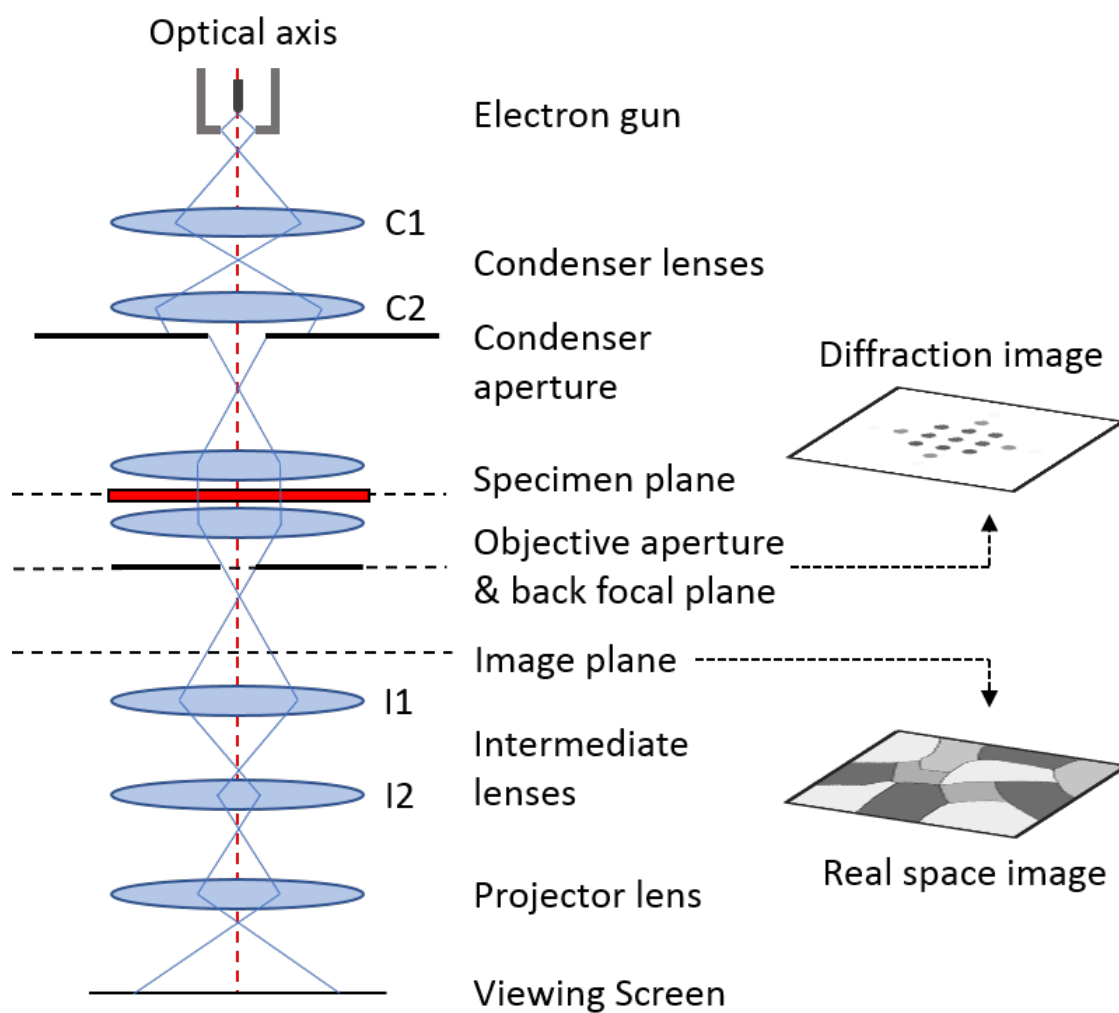 Optical axis
Electron gun
C1
Condenser lenses
C2
Condenser
aperture
Diffraction image
Specimen plane
Objective aperture
& back focal plane
Image plane
I1
Intermediate
lenses
I2
Real space image
Projector lens
Viewing Screen